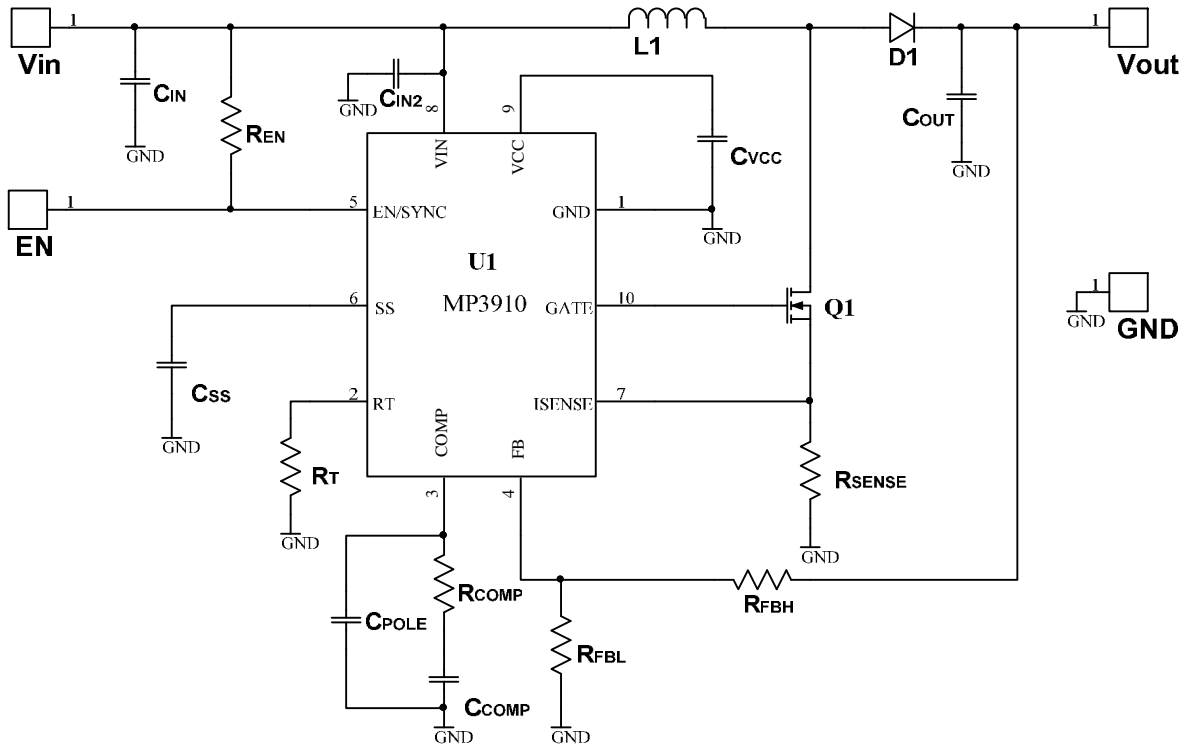 1
Vin
CIN
GND
REN
GND
CIN2
8
9
VIN
VCC
L1
D1
1
Vout
COUT
GND
CVCC
1
EN
5
EN/SYNC
GND
1
GND
U1
MP3910
6
SS
GATE
10
Q1
1
GND
GND
CSS
GND
2
RT
COMP
FB
ISENSE
7
RT
GND
3
4
RSENSE
GND
CPOLE
RCOMP
CCOMP
GND
RFBH
RFBL
GND